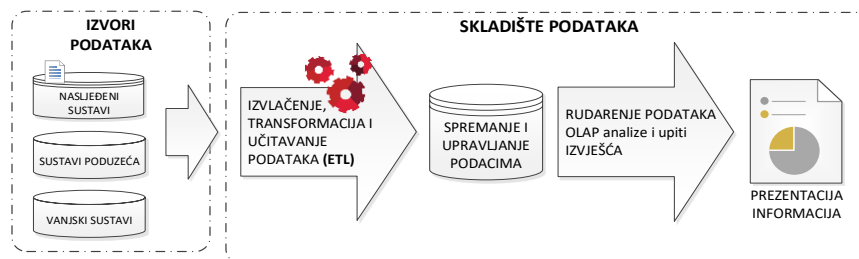 IZVORI
PODATAKA
NASLJEĐENI
SUSTAVI
SUSTAVI PODUZEĆA
VANJSKI SUSTAVI
SKLADIŠTE PODATAKA
IZVLAČENJE,
TRANSFORMACIJA I
UČITAVANJE
PODATAKA (ETL)
SPREMANJE I
UPRAVLJANJE
PODACIMA
RUDARENJE PODATAKA
OLAP analize i upiti
IZVJEŠĆA
PREZENTACIJA
INFORMACIJA